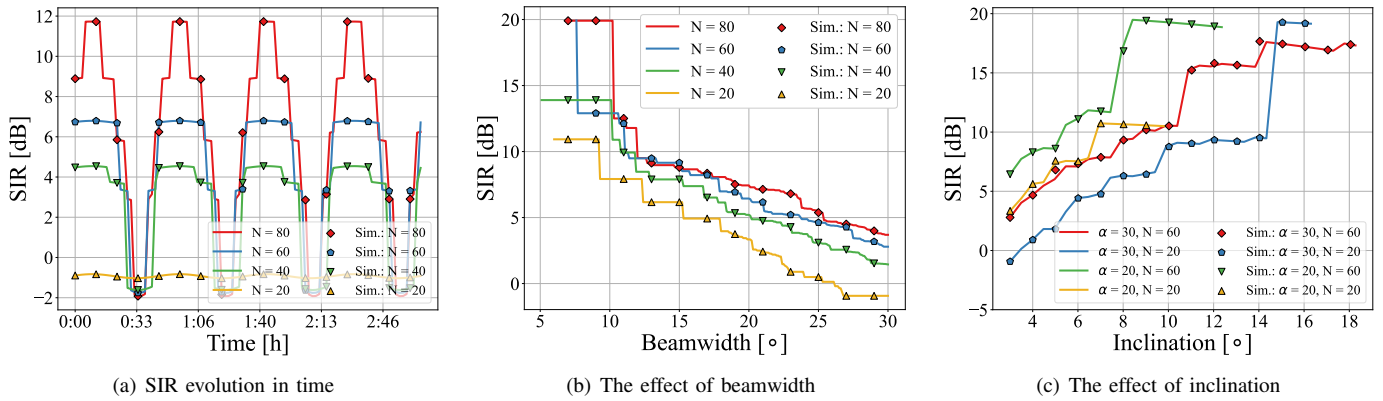 12
10
8
6
4
2
0
−2
SIR [dB]
N = 80
N = 60
N = 40
N = 20
Sim.: N = 80
Sim.: N = 60
Sim.: N = 40
Sim.: N = 20
0:00 0:33 1:06 1:40 2:13 2:46
Time [h]
(a) SIR evolution in time
20
15
10
5
0
SIR [dB]
N = 80
N = 60
N = 40
N = 20
Sim.: N = 80
Sim.: N = 60
Sim.: N = 40
Sim.: N = 20
5 10 15 20 25 30
Beamwidth [∘]
(b) The effect of beamwidth
20
15
10
5
0
−5
SIR [dB]
α = 30, N = 60
α = 30, N = 20
α = 20, N = 60
α = 20, N = 20
Sim.: α = 30, N = 60
Sim.: α = 30, N = 20
Sim.: α = 20, N = 60
Sim.: α = 20, N = 20
4 6 8 10 12 14 16 18
Inclination [∘]
(c) The effect of inclination